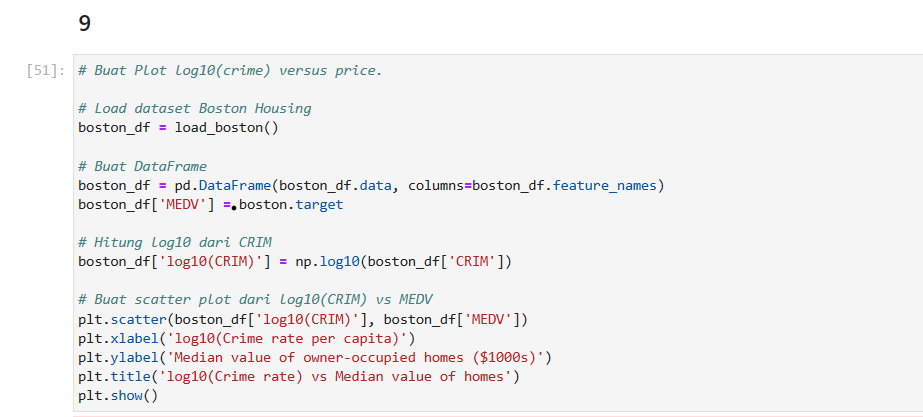 9
[51]: # Buat Plot log10(crime) versus price.
# Load dataset Boston Housing
boston_df = load_boston()
# Buat DataFrame
boston_df = pd.DataFrame(boston_df.data, columns=boston_df.feature_names)
boston_df['MEDV'] = boston.target
# Hitung log10 dari CRIM
boston_df['log10(CRIM)'] = np.log10(boston_df['CRIM'])
# Buat scatter plot dari log10(CRIM) vs MEDV
plt.scatter(boston_df['log10(CRIM)'], boston_df['MEDV'])
plt.xlabel('log10(Crime rate per capita)')
plt.ylabel('Median value of owner-occupied homes ($1000s)')
plt.title('log10(Crime rate) vs Median value of homes')
plt.show()